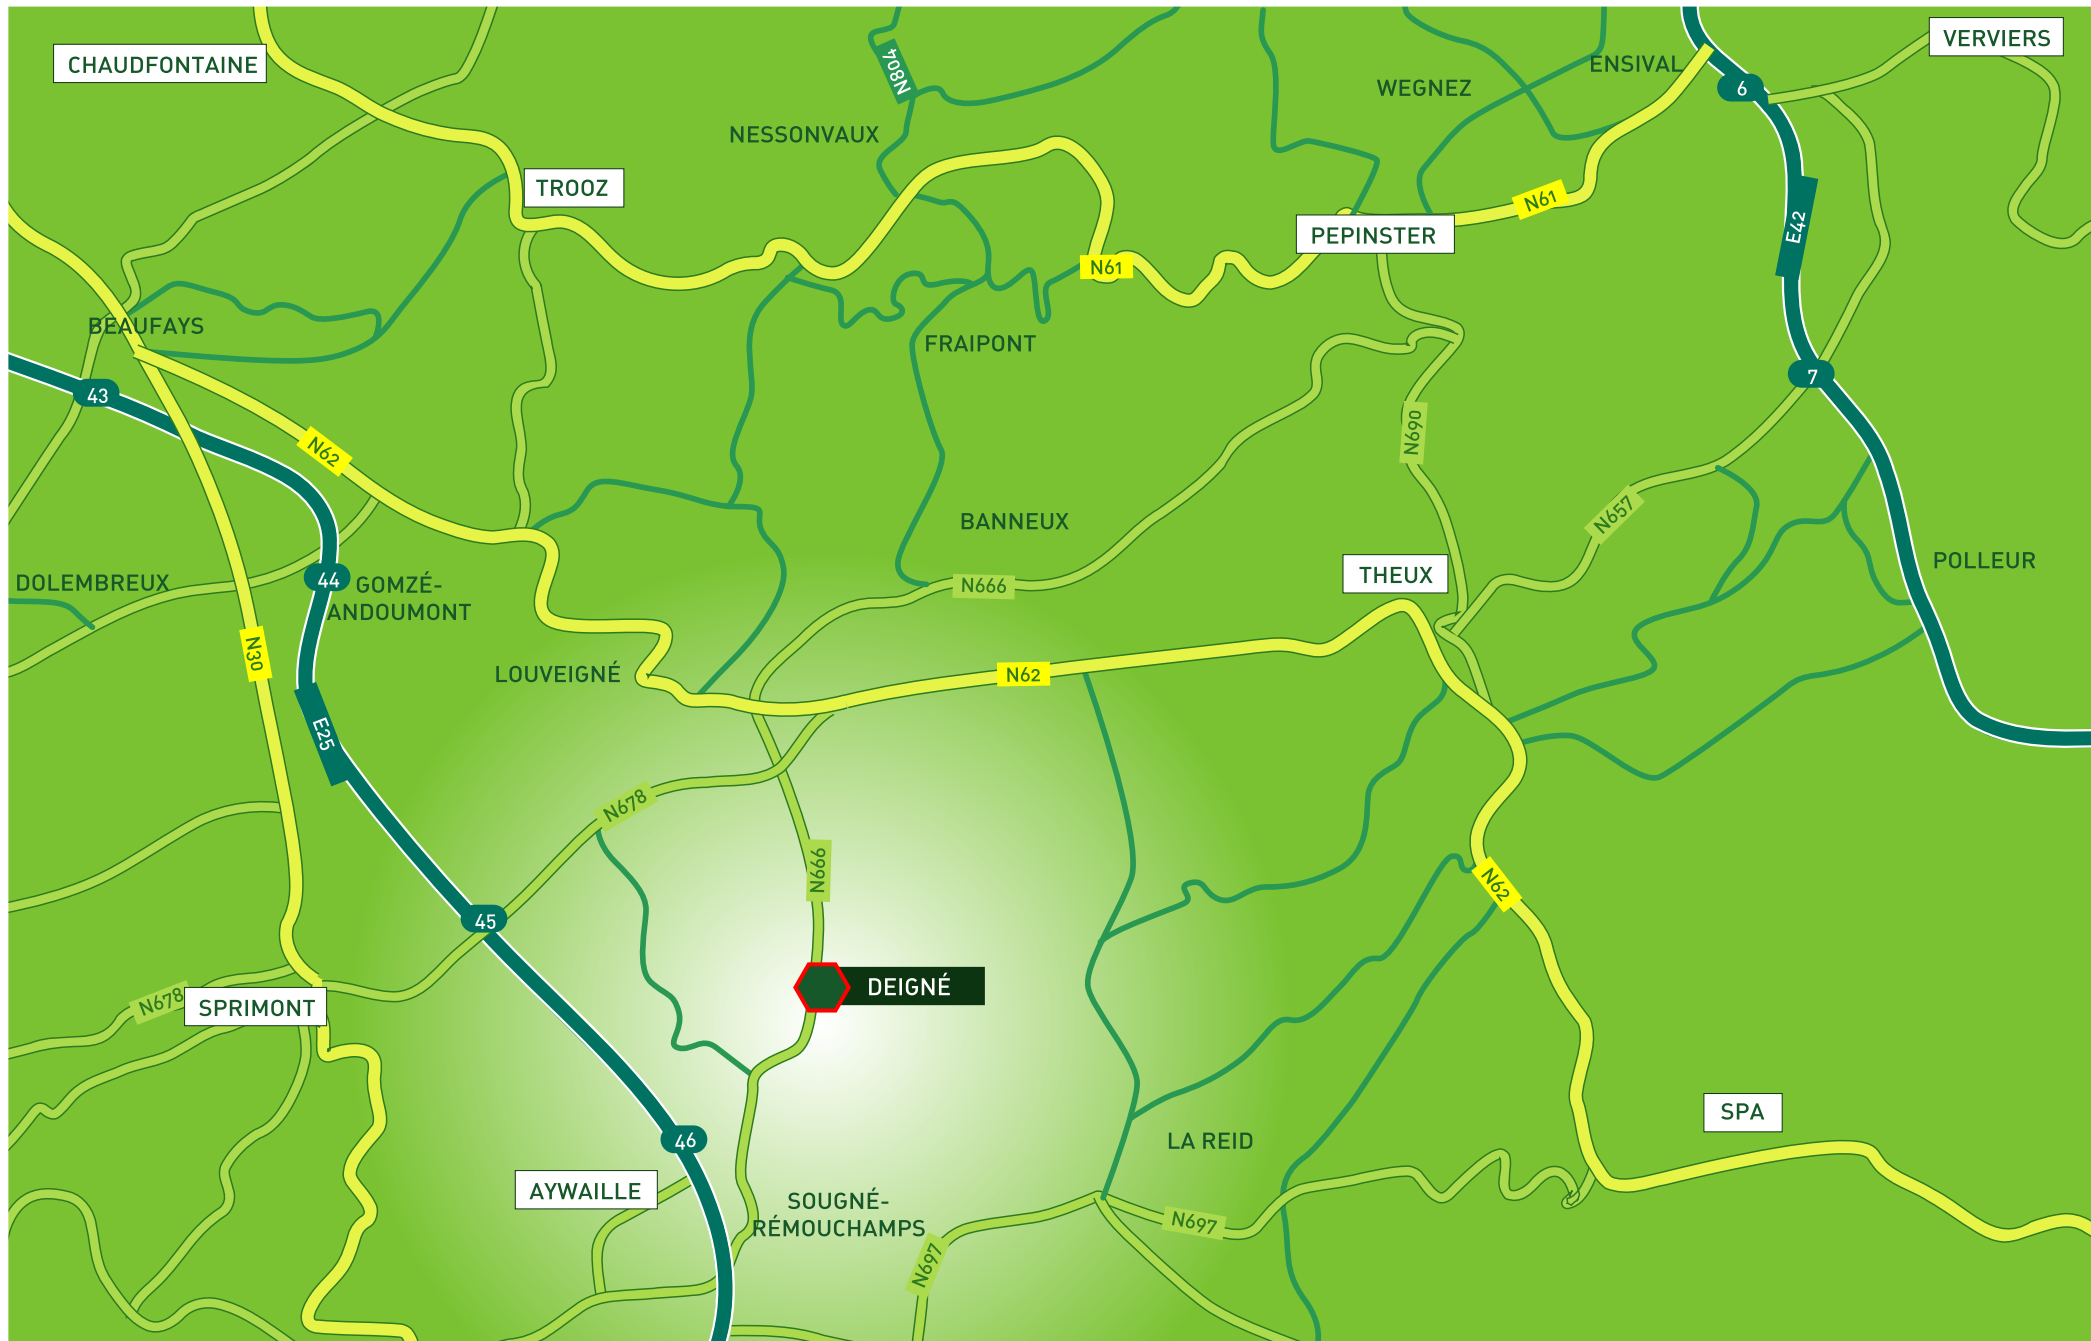 VERVIERS
CHAUDFONTAINE
ENSIVAL
N804
WEGNEZ
6
NESSONVAUX
TROOZ
N61
E42
PEPINSTER
N61
BEAUFAYS
FRAIPONT
7
43
N690
N62
N657
BANNEUX
POLLEUR
THEUX
DOLEMBREUX
44
GOMZÉ-
ANDOUMONT
N666
N30
LOUVEIGNÉ
N62
E25
N678
N666
N62
45
DEIGNÉ
N678
SPRIMONT
SPA
46
LA REID
AYWAILLE
SOUGNÉ-
RÉMOUCHAMPS
N697
N697